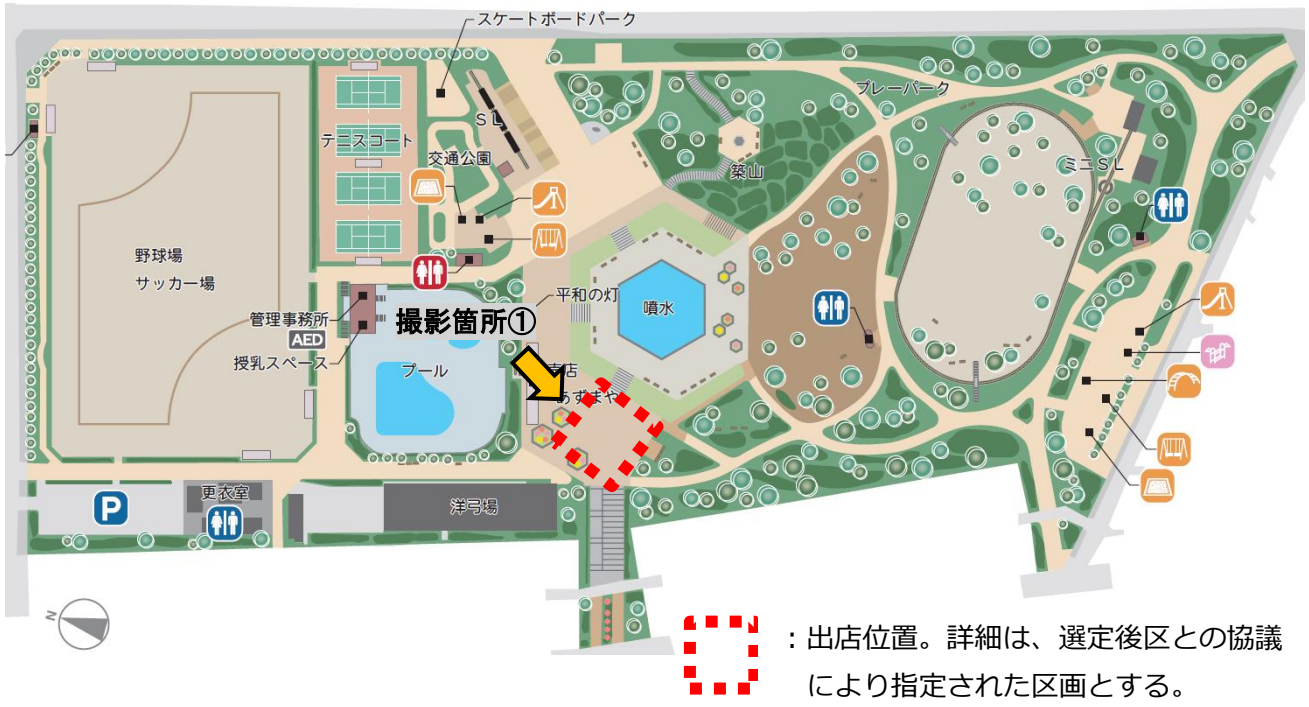 スケートボードパーク
SL
プレーパーク
テニスコート
交通公園
築山
ミニSL
野球場
サッカー場
平和の灯
噴水
管理事務所
撮影箇所①
AED
授乳スペース
プール
売店
あずまや
更衣室
P
洋弓場
N
：出店位置。詳細は、選定後区との協議
により指定された区画とする。